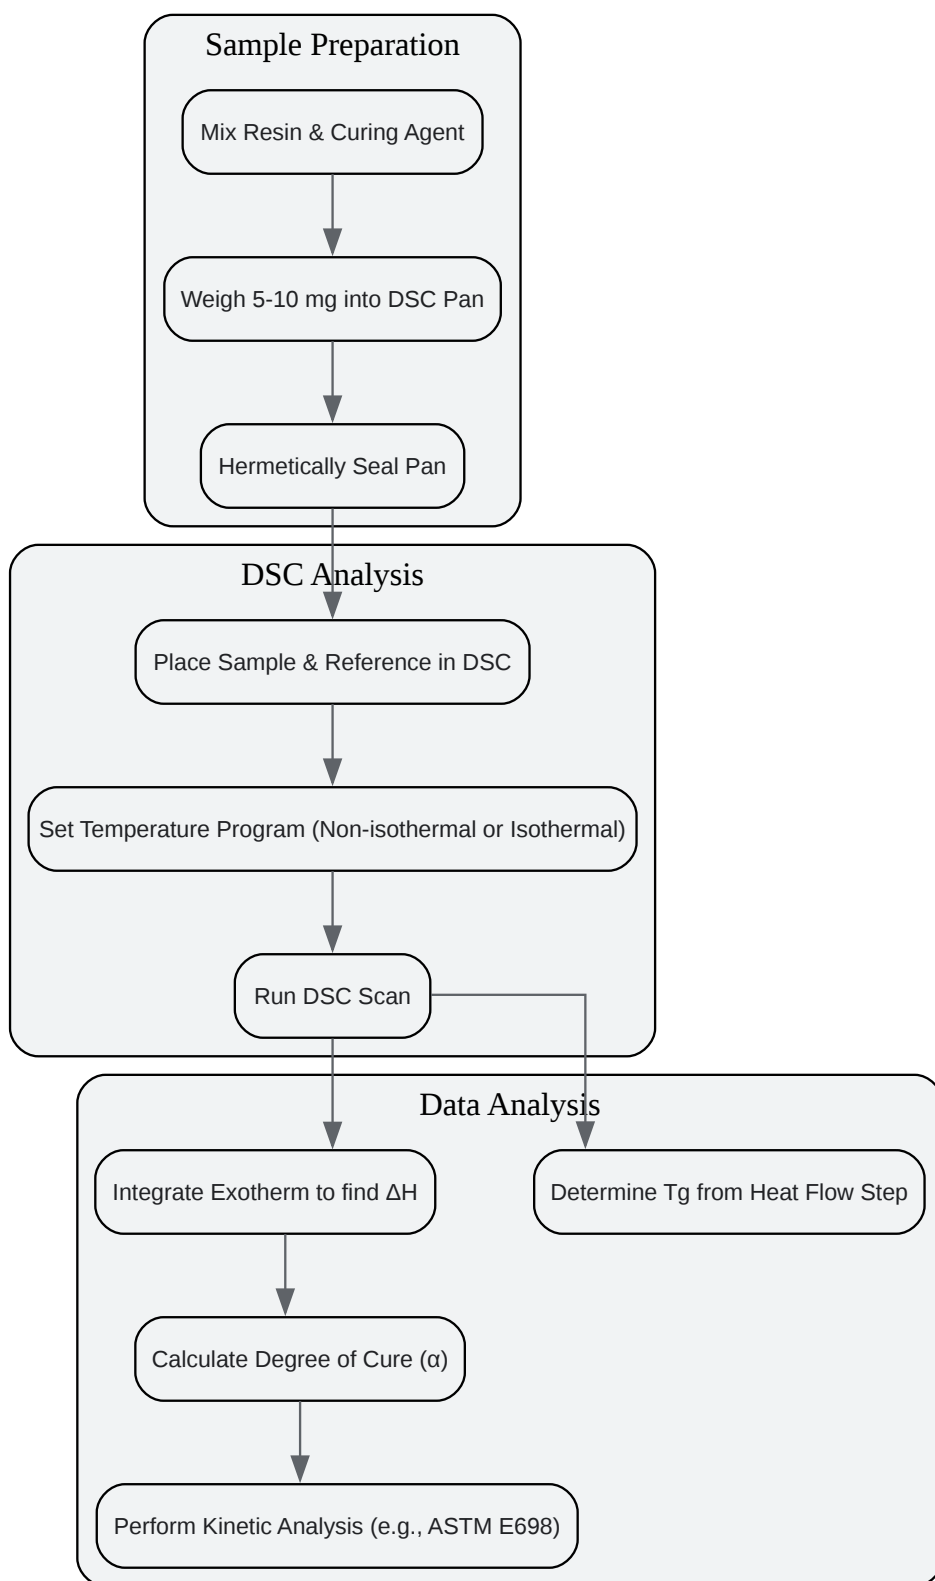 Sample Preparation
Mix Resin & Curing Agent
Weigh 5-10 mg into DSC Pan
Hermetically Seal Pan
DSC Analysis
Place Sample & Reference in DSC
Set Temperature Program (Non-isothermal or Isothermal)
Run DSC Scan
Data Analysis
Integrate Exotherm to find ΔH
Determine Tg from Heat Flow Step
Calculate Degree of Cure (α)
Perform Kinetic Analysis (e.g., ASTM E698)